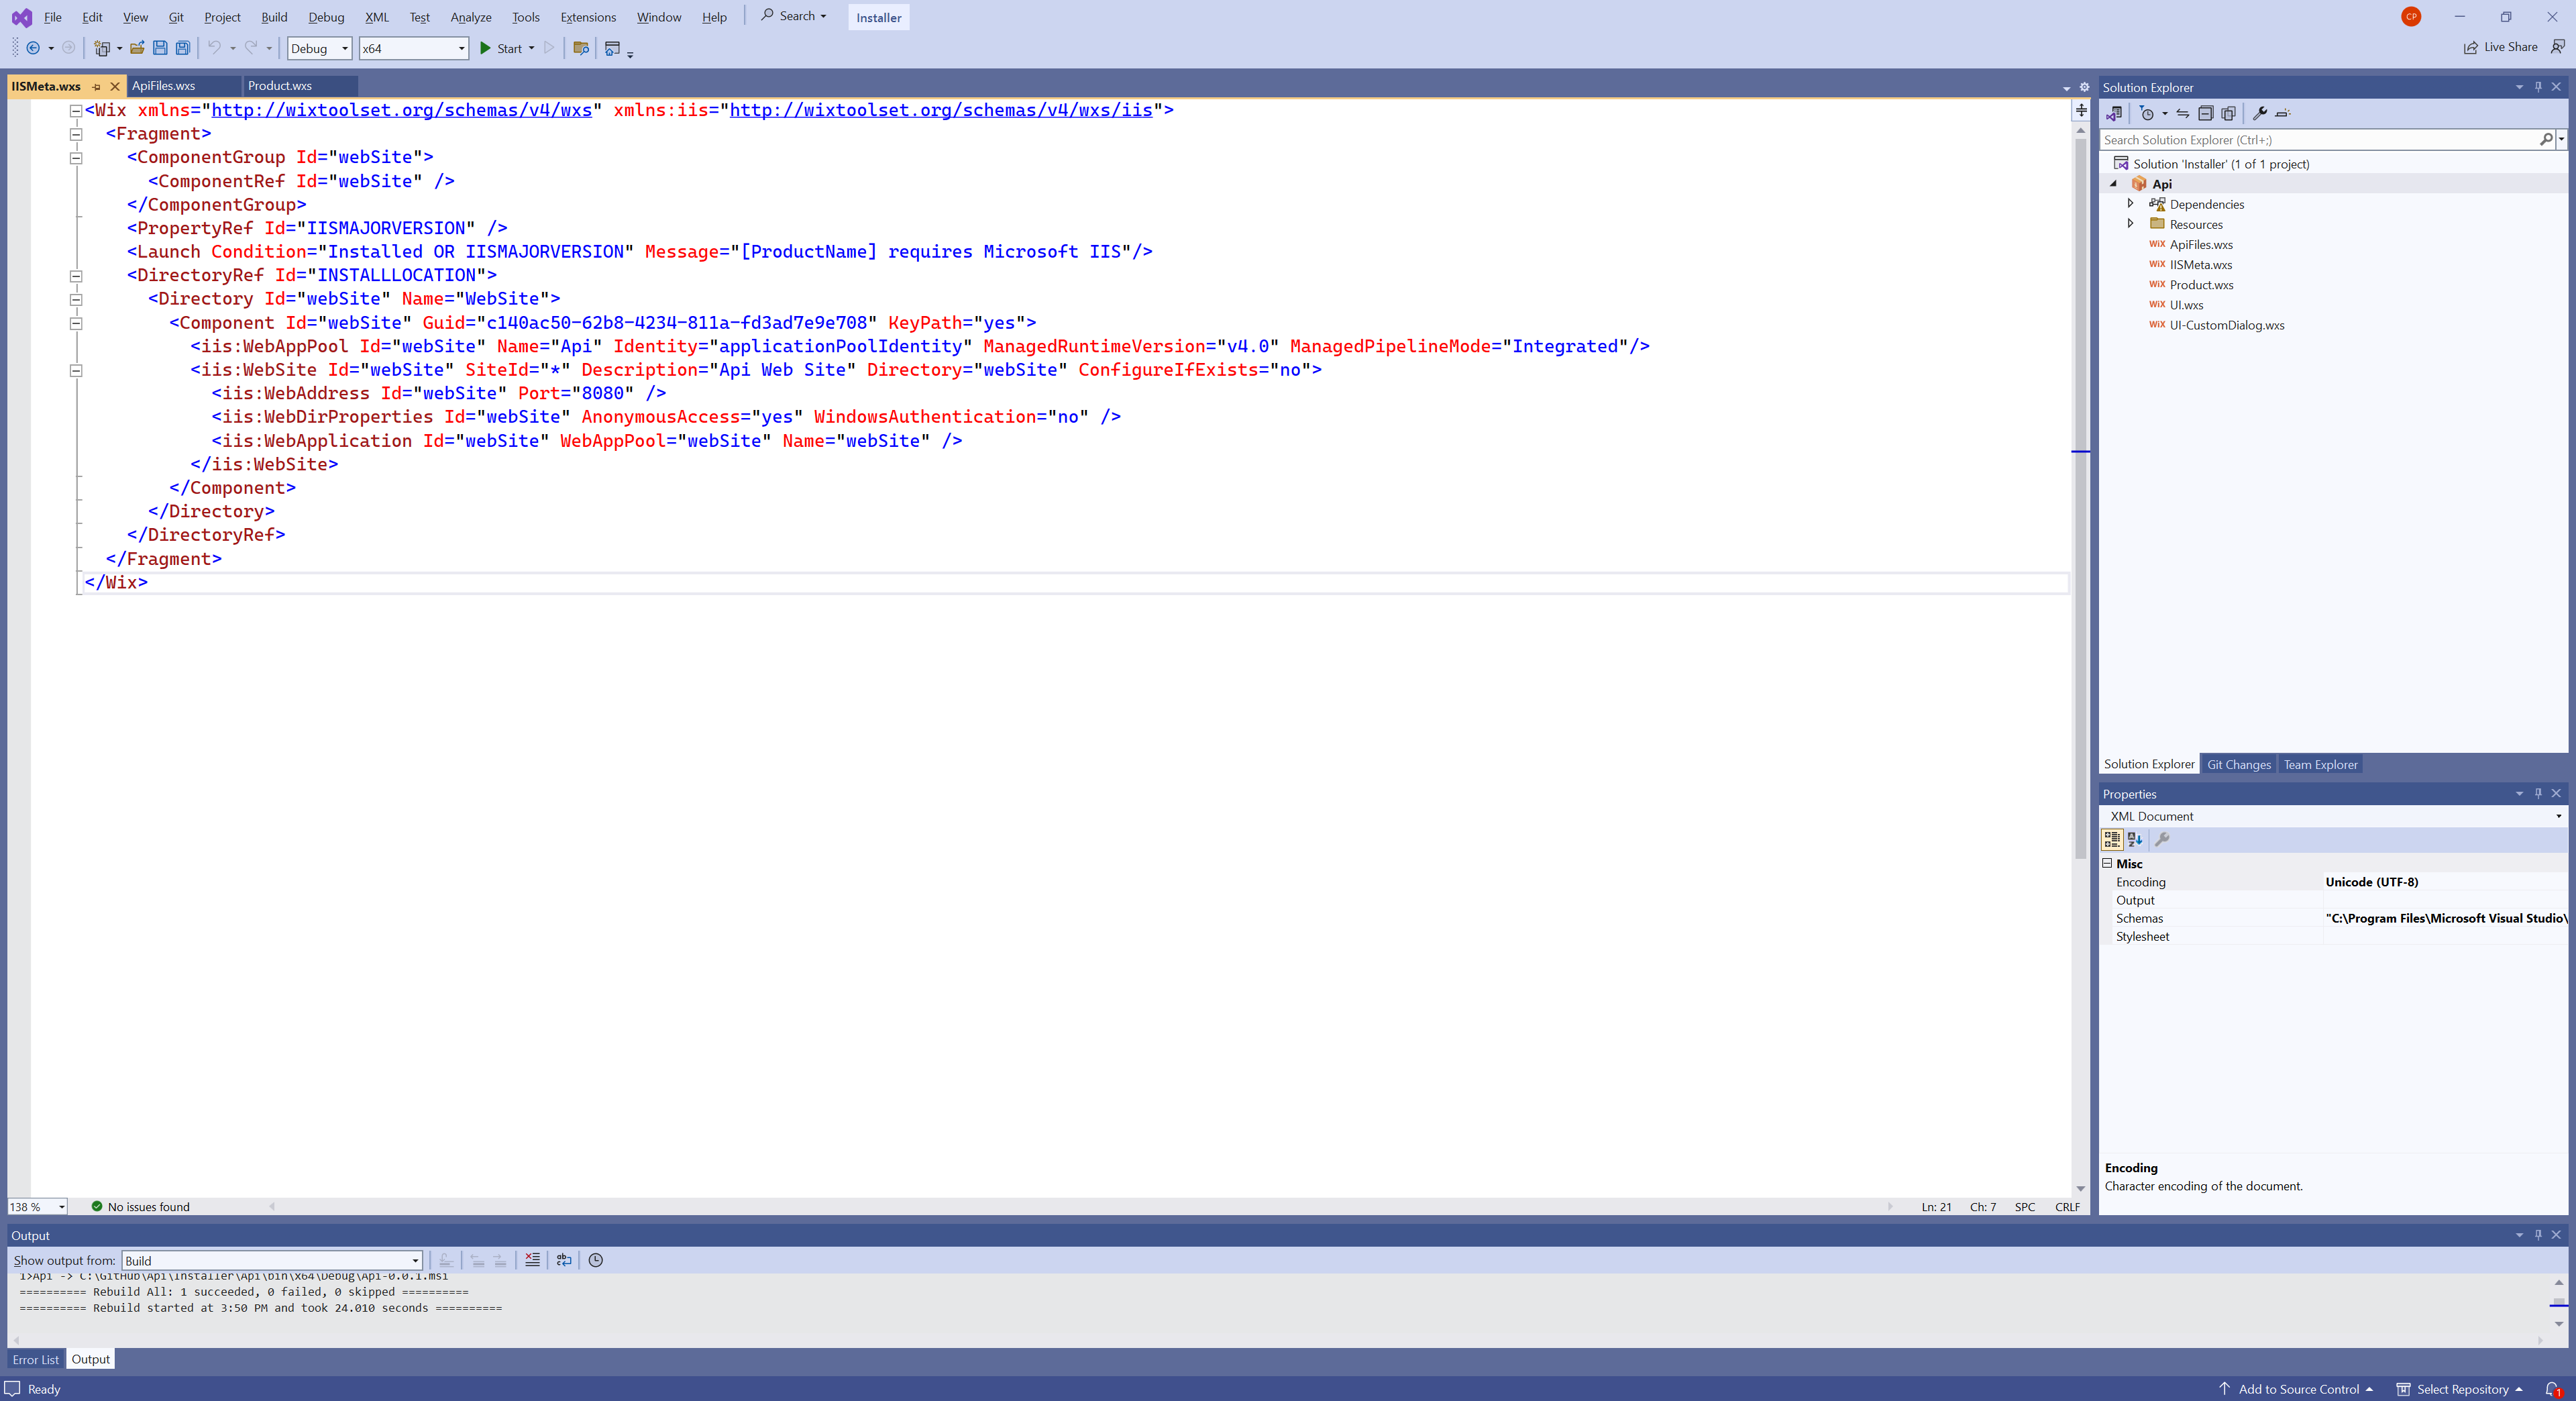 File Edit View Git Project Build Debug XML Test Analyze Tools Extensions Window Help Search Installer CP
Debug x64 Start Live Share
IISMeta.wxs ApiFiles.wxs Product.wxs
<Wix xmlns="http://wixtoolset.org/schemas/v4/wxs" xmlns:iis="http://wixtoolset.org/schemas/v4/wxs/iis">
<Fragment>
<ComponentGroup Id="webSite">
<ComponentRef Id="webSite" />
</ComponentGroup>
<PropertyRef Id="IISMAJORVERSION" />
<Launch Condition="Installed OR IISMAJORVERSION" Message="[ProductName] requires Microsoft IIS"/>
<DirectoryRef Id="INSTALLLOCATION">
<Directory Id="webSite" Name="WebSite">
<Component Id="webSite" Guid="c140ac50-62b8-4234-811a-fd3ad7e9e708" KeyPath="yes">
<iis:WebAppPool Id="webSite" Name="Api" Identity="applicationPoolIdentity" ManagedRuntimeVersion="v4.0" ManagedPipelineMode="Integrated"/>
<iis:WebSite Id="webSite" SiteId="*" Description="Api Web Site" Directory="webSite" ConfigureIfExists="no">
<iis:WebAddress Id="webSite" Port="8080" />
<iis:WebDirProperties Id="webSite" AnonymousAccess="yes" WindowsAuthentication="no" />
<iis:WebApplication Id="webSite" WebAppPool="webSite" Name="webSite" />
</iis:WebSite>
</Component>
</Directory>
</DirectoryRef>
</Fragment>
</Wix>
138 % No issues found Ln: 21 Ch: 7 SPC CRLF
Solution Explorer
Search Solution Explorer (Ctrl+;)
Solution 'Installer' (1 of 1 project)
Api
Dependencies
Resources
WiX ApiFiles.wxs
WiX IISMeta.wxs
WiX Product.wxs
WiX UI.wxs
WiX UI-CustomDialog.wxs
Solution Explorer Git Changes Team Explorer
Properties
XML Document
Misc
Encoding Unicode (UTF-8)
Output
Schemas "C:\Program Files\Microsoft Visual Studio\
Stylesheet
Encoding
Character encoding of the document.
Output
Show output from: Build
1>Api -> C:\GitHub\Api\Installer\Api\bin\x64\Debug\Api-0.0.1.msi
========== Rebuild All: 1 succeeded, 0 failed, 0 skipped ==========
========== Rebuild started at 3:50 PM and took 24.010 seconds ==========
Error List Output
Ready Add to Source Control Select Repository 1